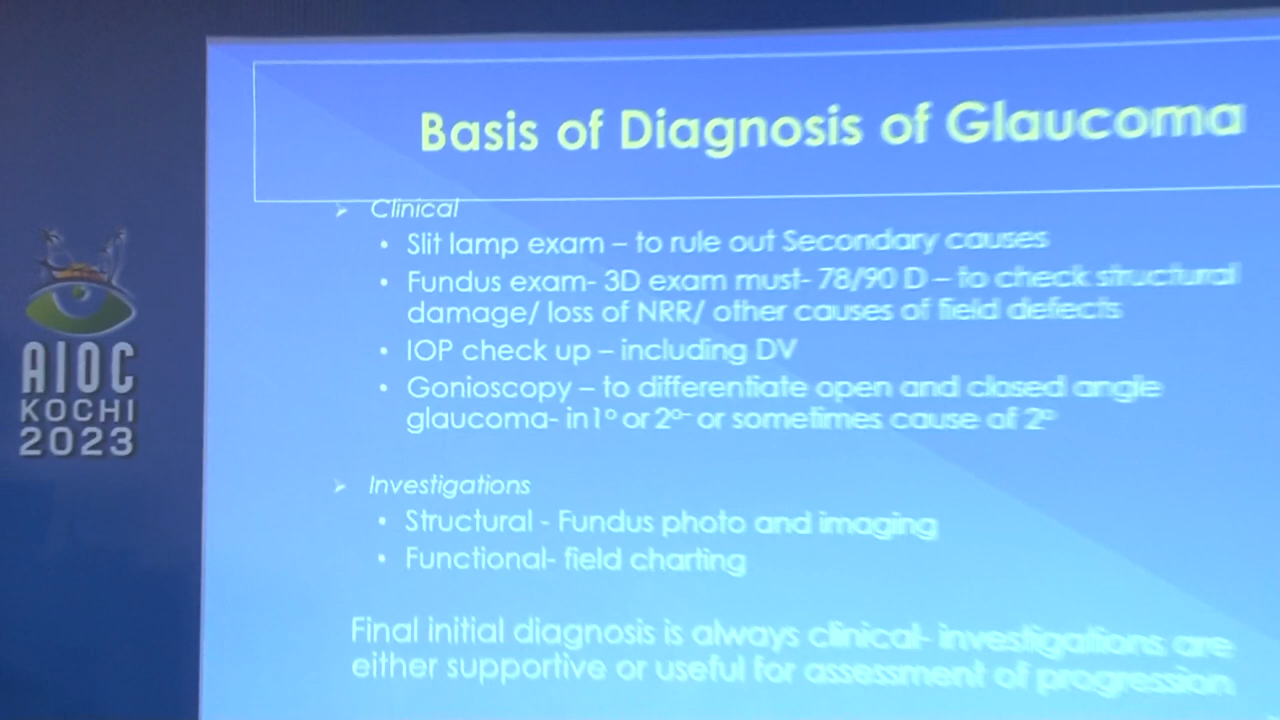 Basis of Diagnosis of Glaucoma
➢ Clinical
• Slit lamp exam – to rule out Secondary causes
• Fundus exam- 3D exam must- 78/90 D – to check structural
damage/ loss of NRR/ other causes of field defects
• IOP check up – including DV
• Gonioscopy – to differentiate open and closed angle
glaucoma- in1º or 2º- or sometimes cause of 2º
➢ Investigations
• Structural - Fundus photo and imaging
• Functional- field charting
Final initial diagnosis is always clinical- investigations are
either supportive or useful for assessment of progression
AIOC
KOCHI
2023